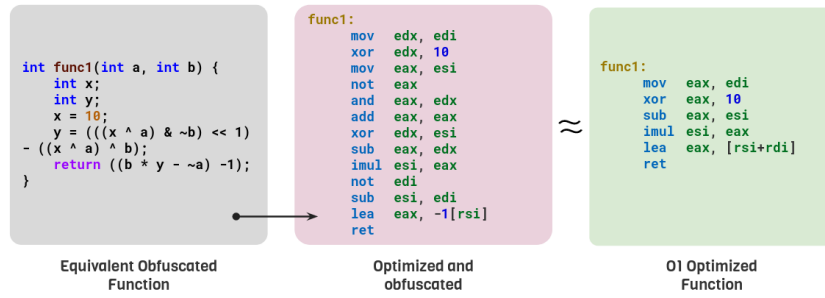 int func1(int a, int b) {
int x;
int y;
x = 10;
y = (((x ^ a) & ~b) << 1)
- ((x ^ a) ^ b);
return ((b * y - ~a) -1);
}
func1:
mov edx, edi
xor edx, 10
mov eax, esi
not eax
and eax, edx
add eax, eax
xor edx, esi
sub eax, edx
imul esi, eax
not edi
sub esi, edi
lea eax, -1[rsi]
ret
≈
func1:
mov eax, edi
xor eax, 10
sub eax, esi
imul esi, eax
lea eax, [rsi+rdi]
ret
Equivalent Obfuscated
Function
Optimized and
obfuscated
O1 Optimized
Function